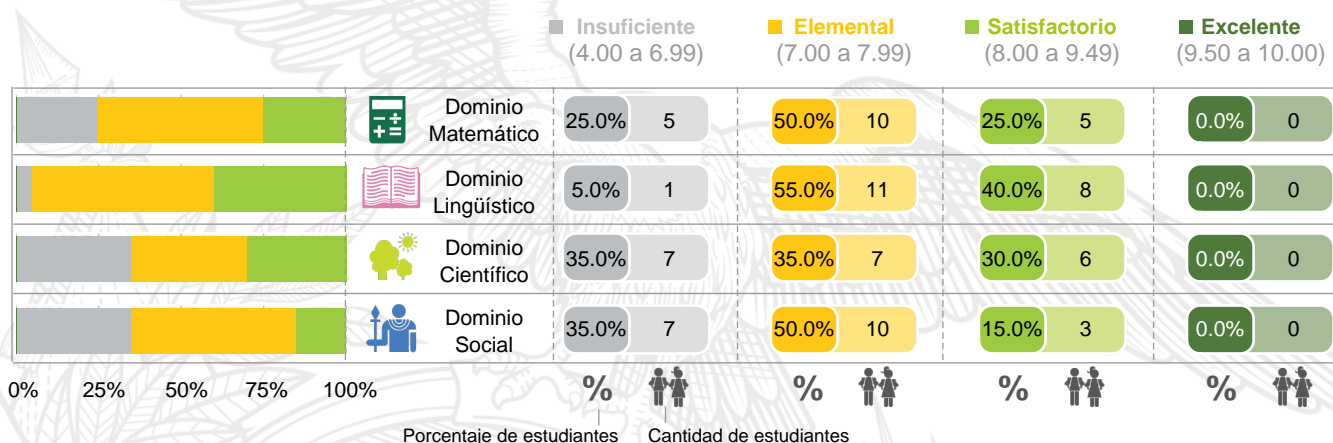 Insuficiente Elemental Satisfactorio Excelente
(4.00 a 6.99) (7.00 a 7.99) (8.00 a 9.49) (9.50 a 10.00)
Dominio
Matemático
25.0% 5 50.0% 10 25.0% 5 0.0% 0
Dominio
Lingüístico
5.0% 1 55.0% 11 40.0% 8 0.0% 0
Dominio
Científico
35.0% 7 35.0% 7 30.0% 6 0.0% 0
Dominio
Social
35.0% 7 50.0% 10 15.0% 3 0.0% 0
0% 25% 50% 75% 100% % % % %
Porcentaje de estudiantes Cantidad de estudiantes